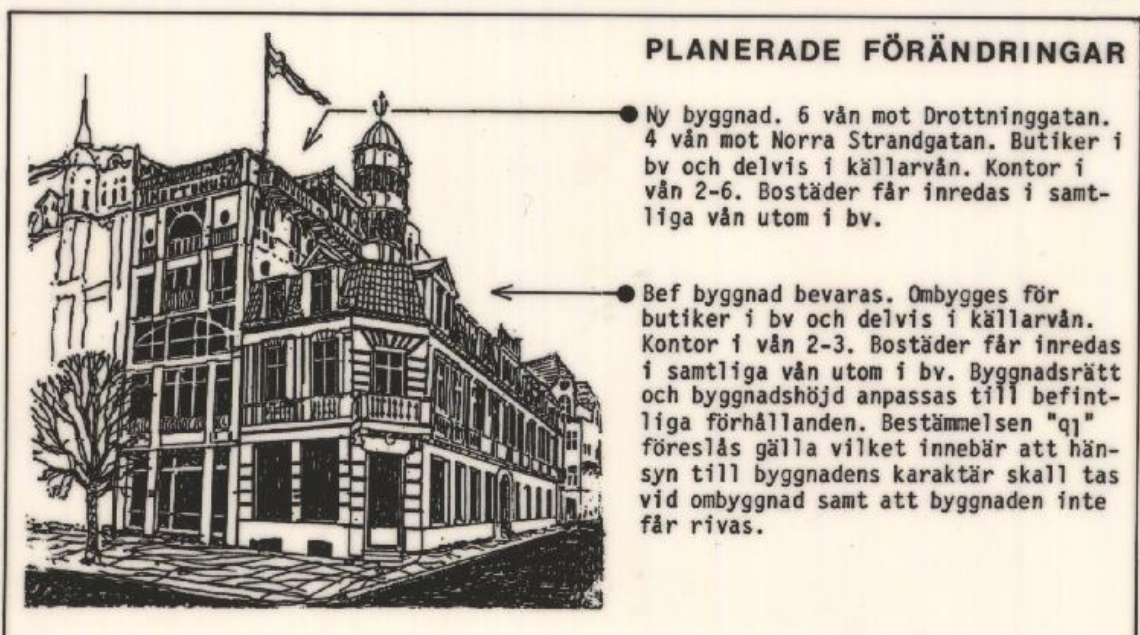 PLANERADE FÖRÄNDRINGAR
Ny byggnad. 6 vån mot Drottninggatan.
4 vån mot Norra Strandgatan. Butiker i
bv och delvis i källarvån. Kontor i
vån 2-6. Bostäder får inredas i samt-
liga vån utom i bv.
Bef byggnad bevaras. Ombygges för
butiker i bv och delvis i källarvån.
Kontor i vån 2-3. Bostäder får inredas
i samtliga vån utom i bv. Byggnadsrätt
och byggnadshöjd anpassas till befint-
liga förhållanden. Bestämmelsen "q1"
föreslås gälla vilket innebär att hän-
syn till byggnadens karaktär skall tas
vid ombyggnad samt att byggnaden inte
får rivas.